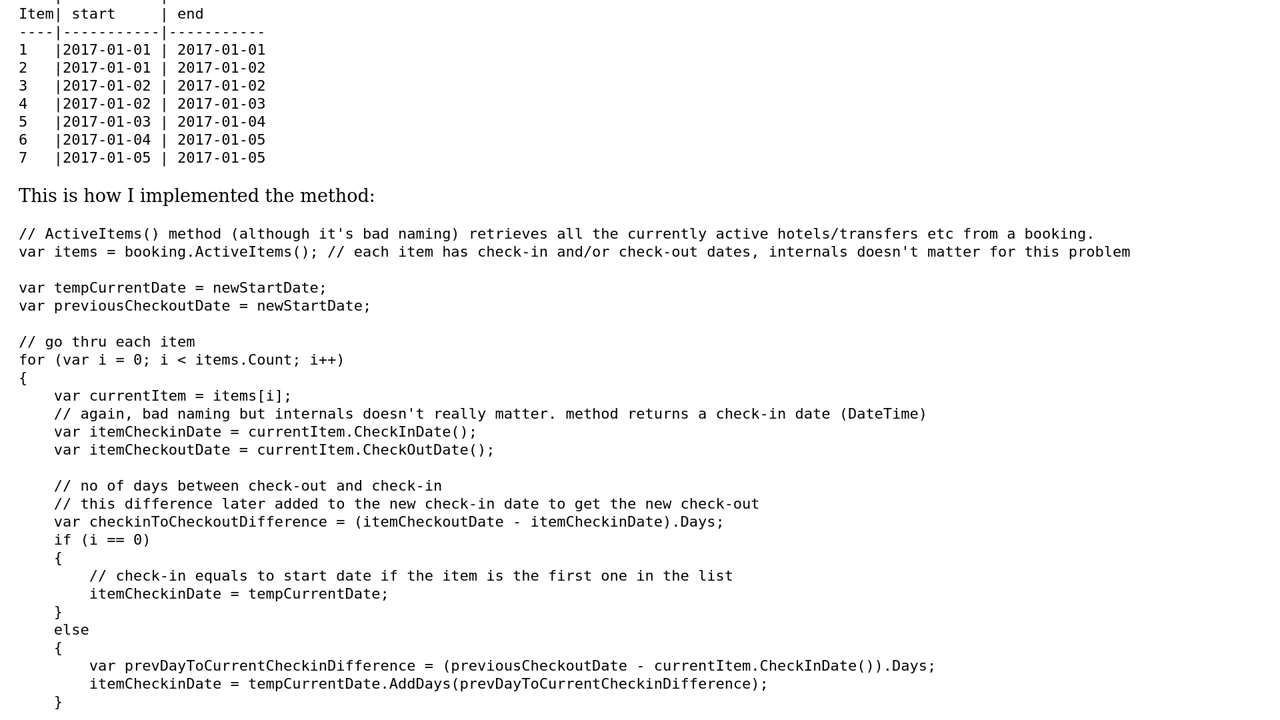 Item| start      | end
----|-----------|-----------
1   |2017-01-01 | 2017-01-01
2   |2017-01-01 | 2017-01-02
3   |2017-01-02 | 2017-01-02
4   |2017-01-02 | 2017-01-03
5   |2017-01-03 | 2017-01-04
6   |2017-01-04 | 2017-01-05
7   |2017-01-05 | 2017-01-05
This is how I implemented the method:
// ActiveItems() method (although it's bad naming) retrieves all the currently active hotels/transfers etc from a booking.
var items = booking.ActiveItems(); // each item has check-in and/or check-out dates, internals doesn't matter for this problem
var tempCurrentDate = newStartDate;
var previousCheckoutDate = newStartDate;
// go thru each item
for (var i = 0; i < items.Count; i++)
{
    var currentItem = items[i];
    // again, bad naming but internals doesn't really matter. method returns a check-in date (DateTime)
    var itemCheckinDate = currentItem.CheckInDate();
    var itemCheckoutDate = currentItem.CheckOutDate();
    // no of days between check-out and check-in
    // this difference later added to the new check-in date to get the new check-out
    var checkinToCheckoutDifference = (itemCheckoutDate - itemCheckinDate).Days;
    if (i == 0)
    {
        // check-in equals to start date if the item is the first one in the list
        itemCheckinDate = tempCurrentDate;
    }
    else
    {
        var prevDayToCurrentCheckinDifference = (previousCheckoutDate - currentItem.CheckInDate()).Days;
        itemCheckinDate = tempCurrentDate.AddDays(prevDayToCurrentCheckinDifference);
    }